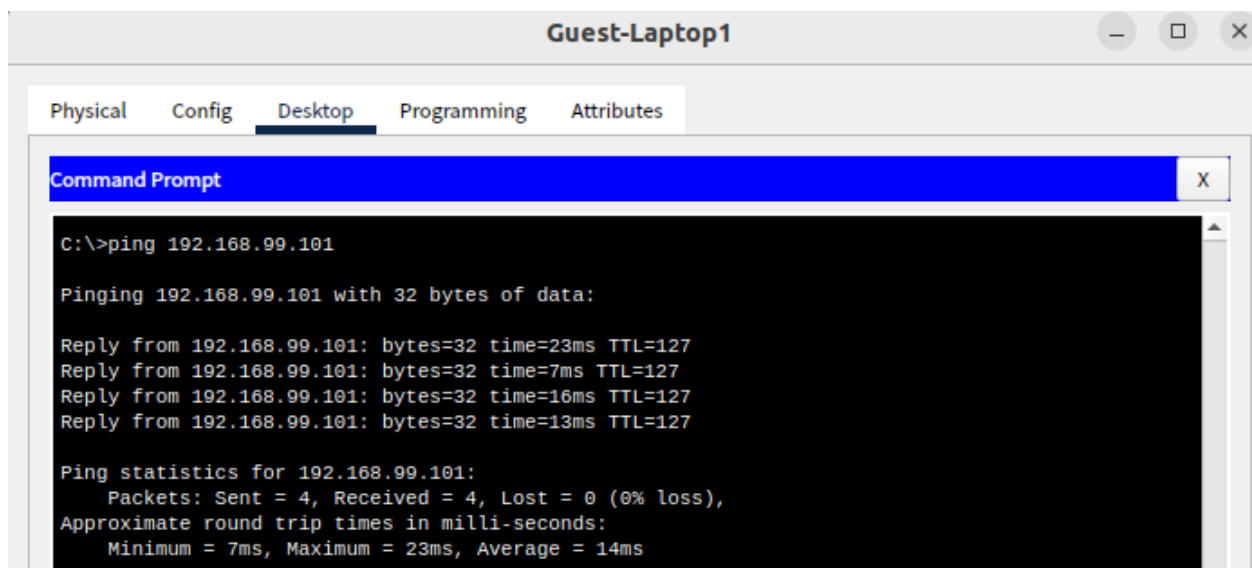 Guest-Laptop1
Physical Config Desktop Programming Attributes
Command Prompt X
C:\>ping 192.168.99.101
Pinging 192.168.99.101 with 32 bytes of data:
Reply from 192.168.99.101: bytes=32 time=23ms TTL=127
Reply from 192.168.99.101: bytes=32 time=7ms TTL=127
Reply from 192.168.99.101: bytes=32 time=16ms TTL=127
Reply from 192.168.99.101: bytes=32 time=13ms TTL=127
Ping statistics for 192.168.99.101:
Packets: Sent = 4, Received = 4, Lost = 0 (0% loss),
Approximate round trip times in milli-seconds:
Minimum = 7ms, Maximum = 23ms, Average = 14ms